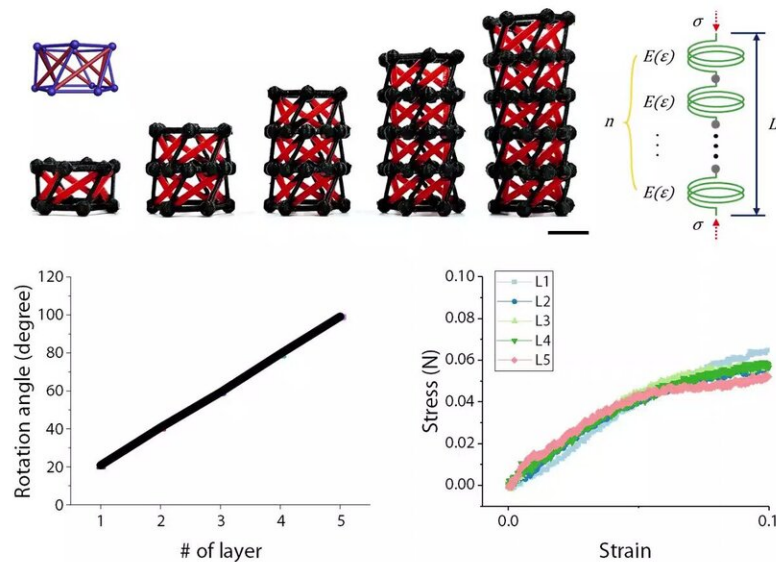 σ
E(ε)
E(ε)
n
L
E(ε)
σ
120
100
80
60
40
20
0
Rotation angle (degree)
1 2 3 4 5
# of layer
0.10
0.08
0.06
0.04
0.02
0.00
Stress (N)
L1
L2
L3
L4
L5
0.0 0.1
Strain